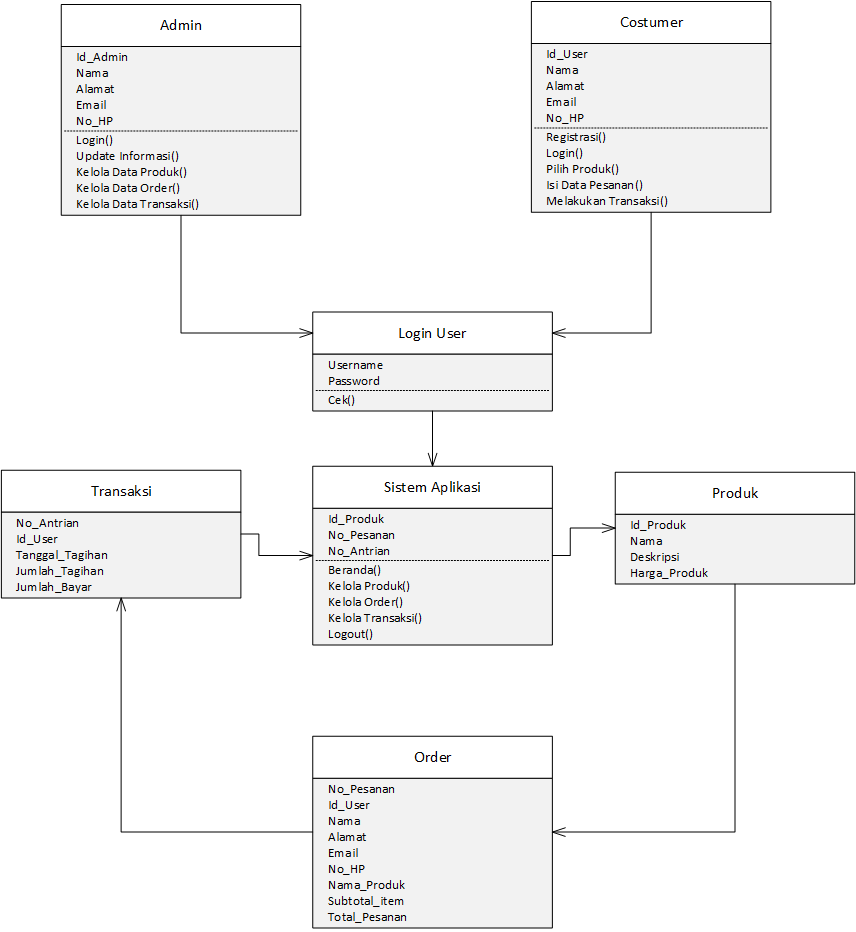 Admin
Id_Admin
Nama
Alamat
Email
No_HP
Login()
Update Informasi()
Kelola Data Produk()
Kelola Data Order()
Kelola Data Transaksi()
Costumer
Id_User
Nama
Alamat
Email
No_HP
Registrasi()
Login()
Pilih Produk()
Isi Data Pesanan()
Melakukan Transaksi()
Login User
Username
Password
Cek()
Transaksi
No_Antrian
Id_User
Tanggal_Tagihan
Jumlah_Tagihan
Jumlah_Bayar
Sistem Aplikasi
Id_Produk
No_Pesanan
No_Antrian
Beranda()
Kelola Produk()
Kelola Order()
Kelola Transaksi()
Logout()
Produk
Id_Produk
Nama
Deskripsi
Harga_Produk
Order
No_Pesanan
Id_User
Nama
Alamat
Email
No_HP
Nama_Produk
Subtotal_item
Total_Pesanan